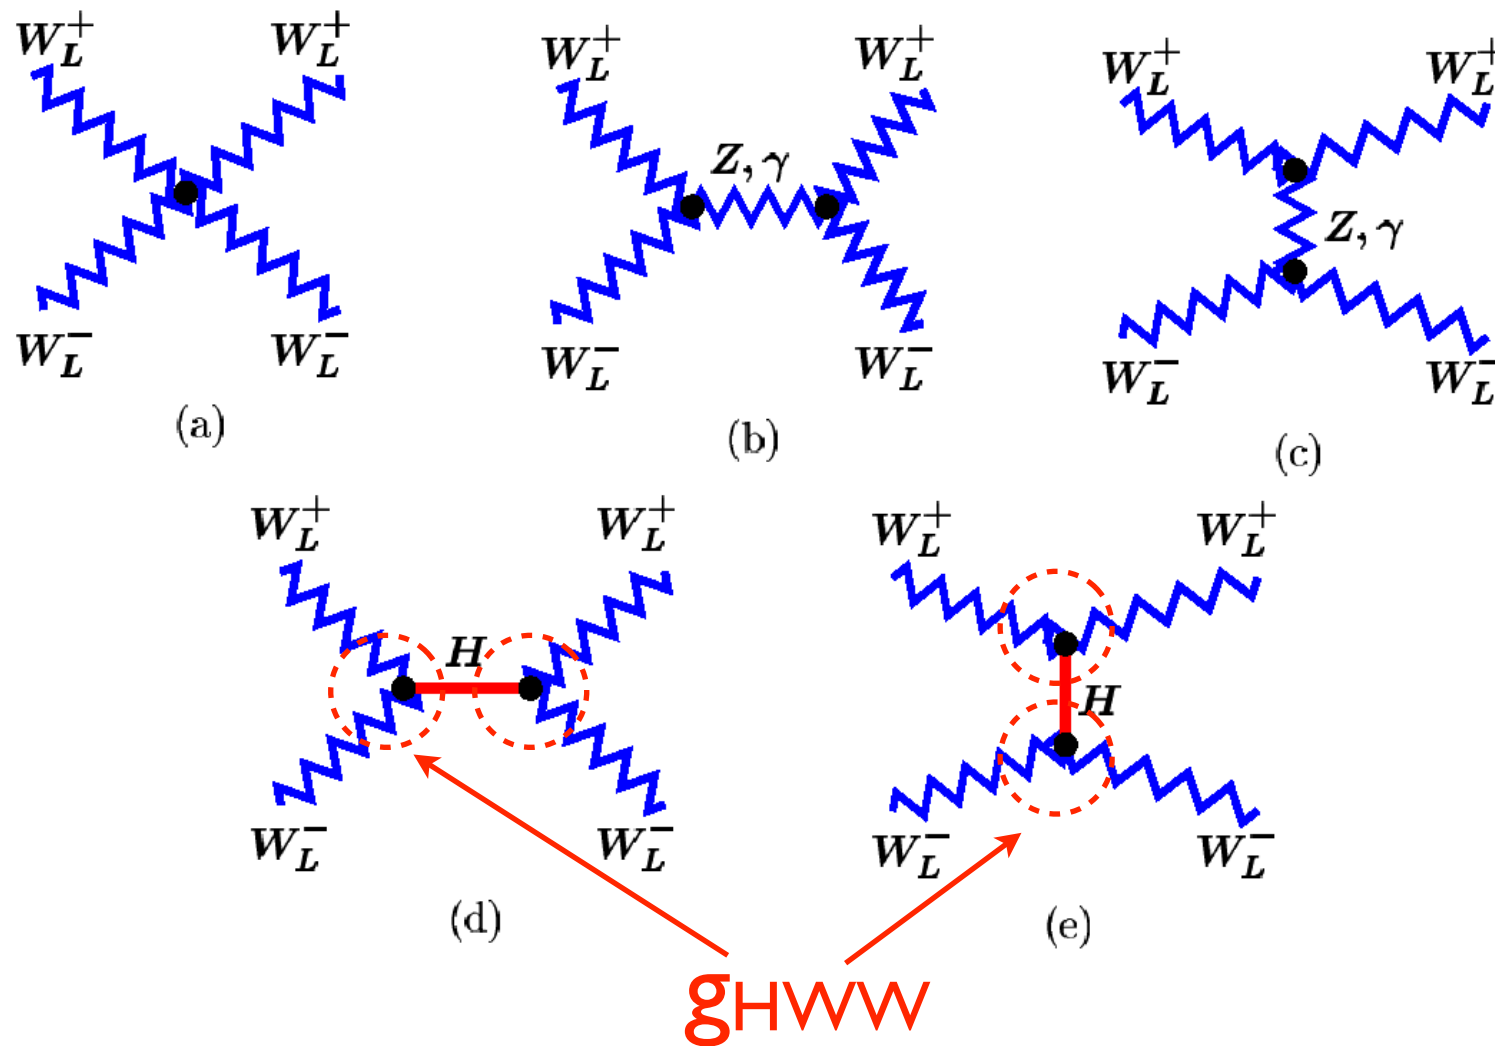 W_L^+ W_L^+ W_L^+ W_L^+ W_L^+ W_L^+
Z, γ
Z, γ
W_L^- W_L^- W_L^- W_L^- W_L^- W_L^-
(a) (b) (c)
W_L^+ W_L^+ W_L^+ W_L^+
H H
W_L^- W_L^- W_L^- W_L^-
(d) (e)
gHWW